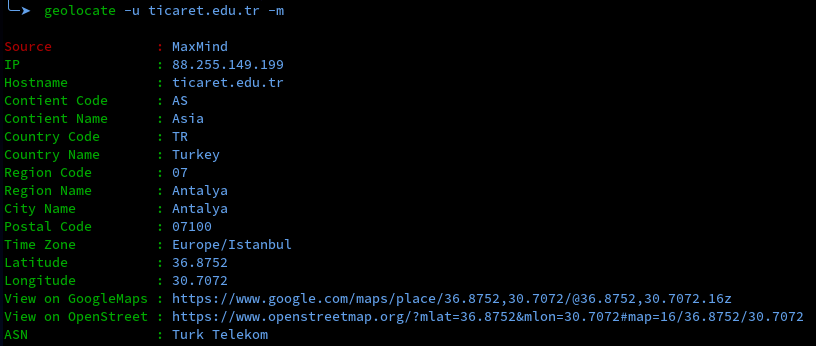 ╰─➤ geolocate -u ticaret.edu.tr -m
Source : MaxMind
IP : 88.255.149.199
Hostname : ticaret.edu.tr
Contient Code : AS
Contient Name : Asia
Country Code : TR
Country Name : Turkey
Region Code : 07
Region Name : Antalya
City Name : Antalya
Postal Code : 07100
Time Zone : Europe/Istanbul
Latitude : 36.8752
Longitude : 30.7072
View on GoogleMaps : https://www.google.com/maps/place/36.8752,30.7072/@36.8752,30.7072.16z
View on OpenStreet : https://www.openstreetmap.org/?mlat=36.8752&mlon=30.7072#map=16/36.8752/30.7072
ASN : Turk Telekom